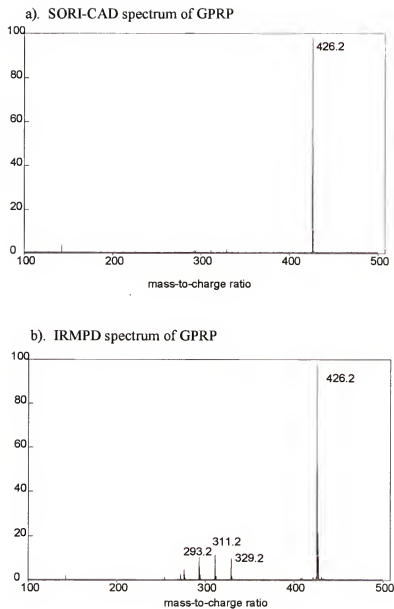 a). SORI-CAD spectrum of GPRP
100
426.2
80
60
40
20
0
100 200 300 400 500
mass-to-charge ratio
b). IRMPD spectrum of GPRP
100
426.2
80
60
40
20
311.2
293.2 329.2
0
100 200 300 400 500
mass-to-charge ratio